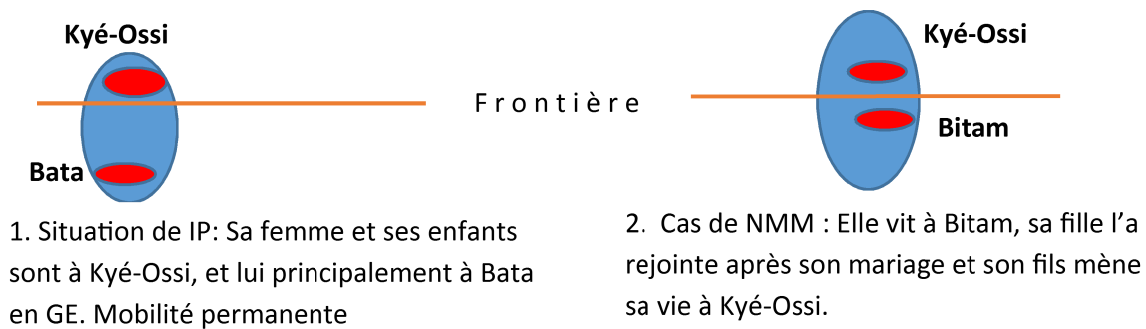 Kyé-Ossi
Bata
1. Situation de IP: Sa femme et ses enfants
sont à Kyé-Ossi, et lui principalement à Bata
en GE. Mobilité permanente
Frontière
Kyé-Ossi
Bitam
2. Cas de NMM : Elle vit à Bitam, sa fille l’a
rejointe après son mariage et son fils mène
sa vie à Kyé-Ossi.